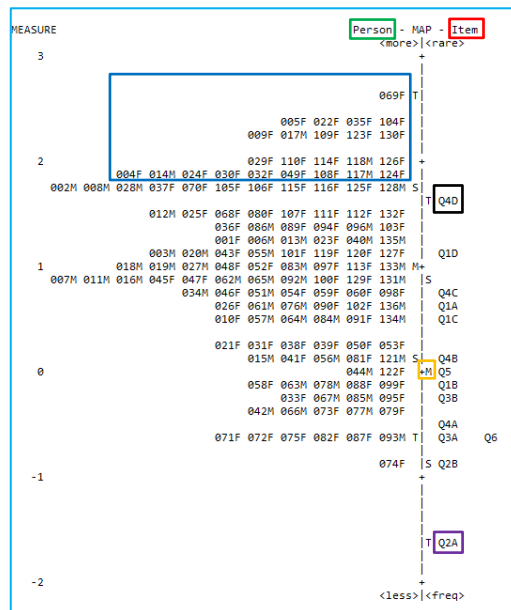 MEASURE Person - MAP - Item
<more>|<rare>
3 +
|
|
|
069F T|
|
005F 022F 035F 104F|
009F 017M 109F 123F 130F|
|
029F 110F 114F 118M 126F|
2 +
004F 014M 024F 030F 032F 049F 108F 117M 124F|
002M 008M 028M 037F 070F 105F 106F 115F 116F 125F 128M S|
|T Q4D
012M 025F 068F 080F 107F 111F 112F 132F|
036F 086M 089F 094F 096M 103F|
001F 006M 013M 023F 040M 135M|
003M 020M 043F 055M 101F 119F 120F 127F| Q1D
1 018M 019M 027M 048F 052F 083M 097F 113F 133M M+
007M 011M 016M 045F 047F 062M 065M 092M 100F 129F 131M |S
034M 046F 051M 054F 059F 060F 098F| Q4C
026F 061M 076M 090F 102F 136M| Q1A
010F 057M 064M 084M 091F 134M| Q1C
|
021F 031F 038F 039F 050F 053F|
015M 041F 056M 081F 121M S| Q4B
0 044M 122F +M Q5
058F 063M 078M 088F 099F| Q1B
033F 067M 085M 095F| Q3B
042M 066M 073F 077M 079F|
| Q4A
071F 072F 075F 082F 087F 093M T| Q3A Q6
|
074F |S Q2B
-1 +
|
|
|
|
|T Q2A
|
|
-2 +
<less>|<freq>